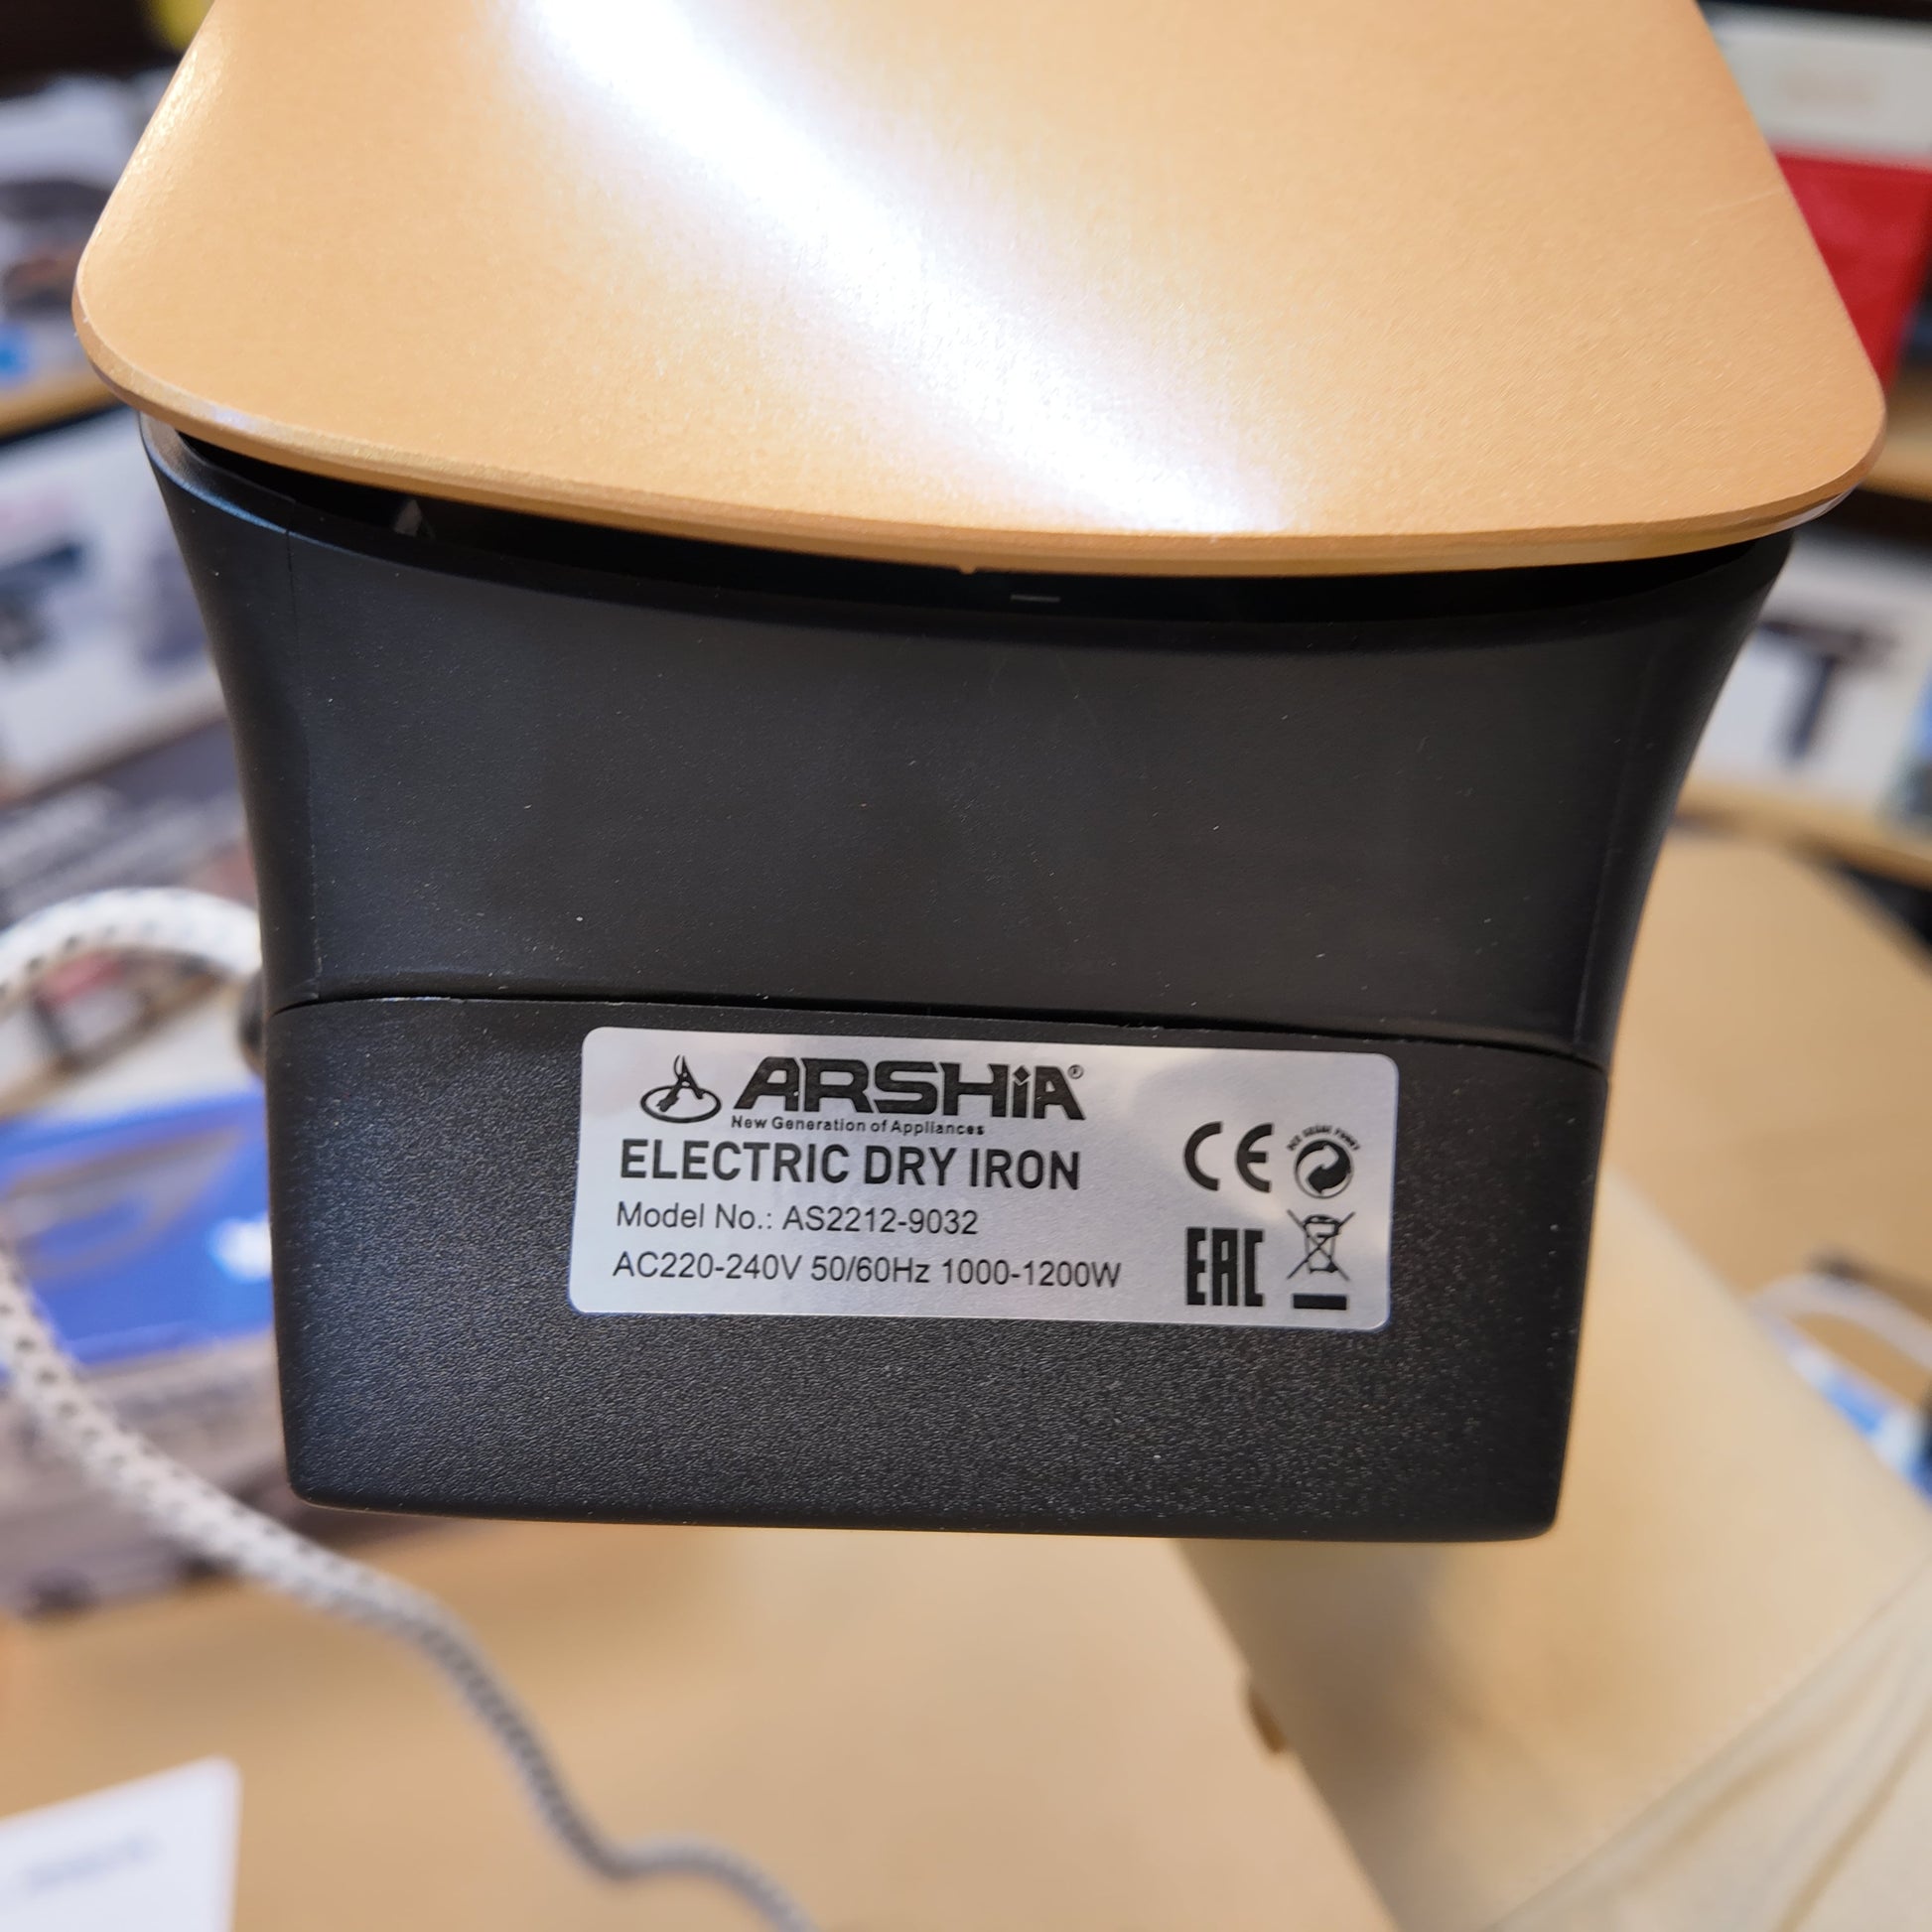 ARSHiA®
New Generation of Appliances
ELECTRIC DRY IRON
Model No.: AS2212-9032
AC220-240V 50/60Hz 1000-1200W
CE
EAC